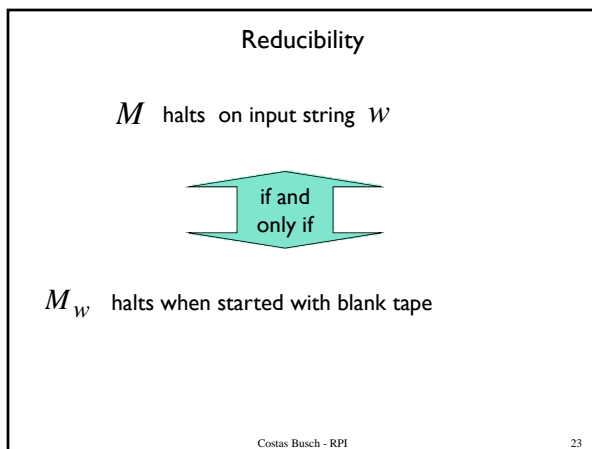 Reducibility
M halts on input string w
if and
only if
M_w halts when started with blank tape
Costas Busch - RPI 23